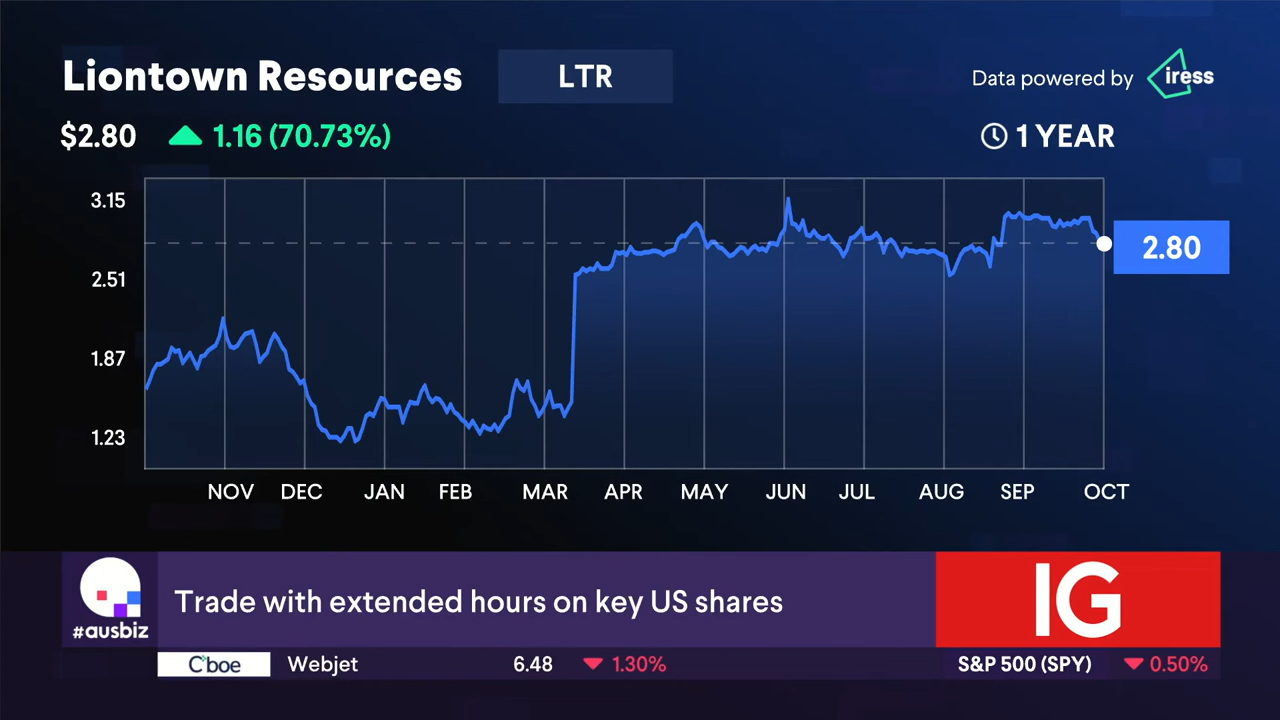 Liontown Resources LTR
Data powered by iress
$2.80 ▲ 1.16 (70.73%)
1 YEAR
3.15
2.51
1.87
1.23
2.80
NOV DEC JAN FEB MAR APR MAY JUN JUL AUG SEP OCT
#ausbiz
Trade with extended hours on key US shares
IG
Cboe Webjet 6.48 ▼ 1.30% S&P 500 (SPY) ▼ 0.50%